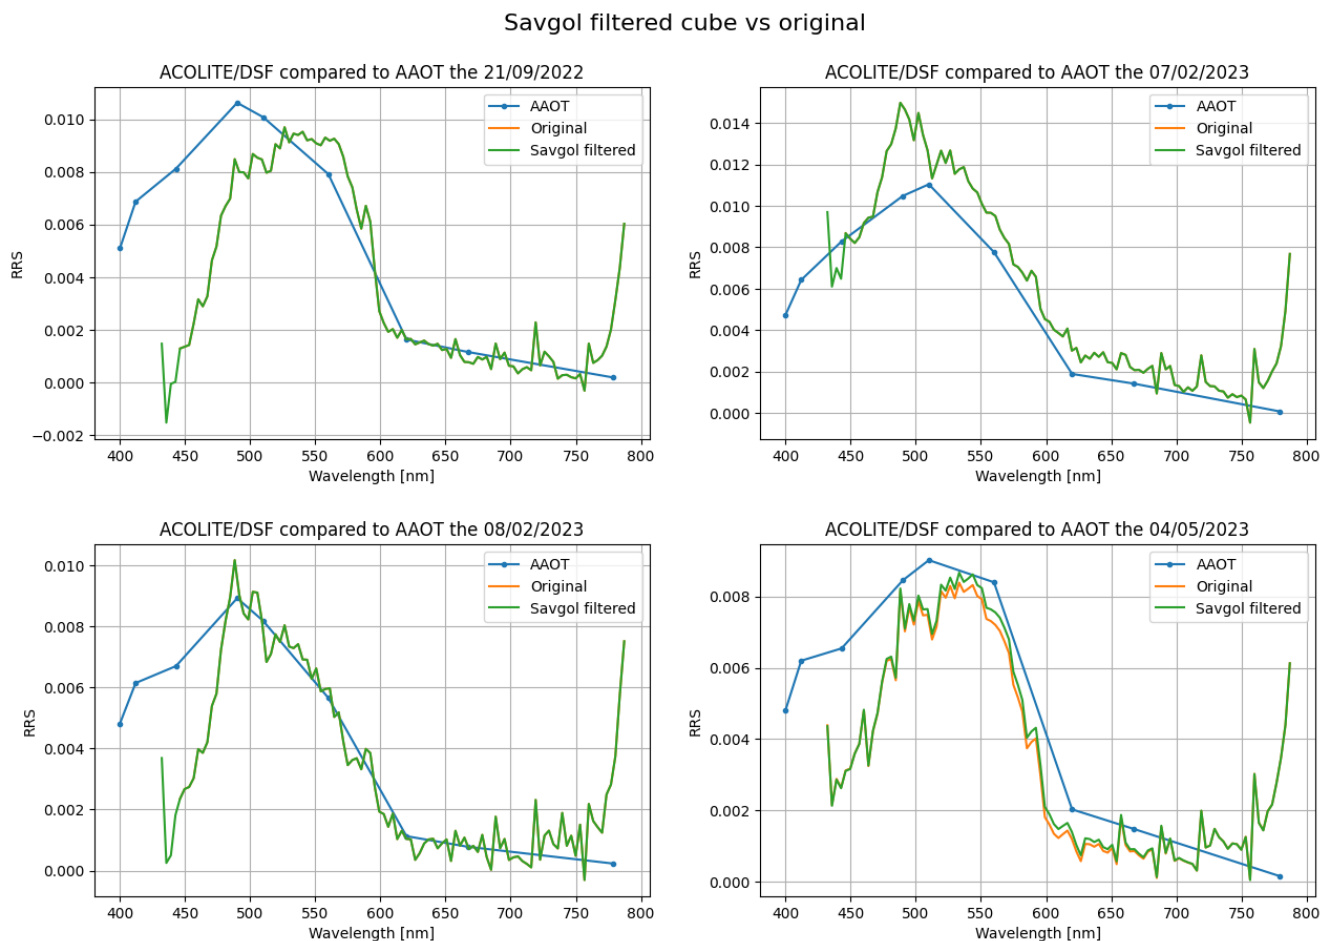 Savgol filtered cube vs original
ACOLITE/DSF compared to AAOT the 21/09/2022
RRS
0.010
0.008
0.006
0.004
0.002
0.000
−0.002
AAOT
Original
Savgol filtered
400 450 500 550 600 650 700 750 800
Wavelength [nm]
ACOLITE/DSF compared to AAOT the 07/02/2023
RRS
0.014
0.012
0.010
0.008
0.006
0.004
0.002
0.000
AAOT
Original
Savgol filtered
400 450 500 550 600 650 700 750 800
Wavelength [nm]
ACOLITE/DSF compared to AAOT the 08/02/2023
RRS
0.010
0.008
0.006
0.004
0.002
0.000
AAOT
Original
Savgol filtered
400 450 500 550 600 650 700 750 800
Wavelength [nm]
ACOLITE/DSF compared to AAOT the 04/05/2023
RRS
0.008
0.006
0.004
0.002
0.000
AAOT
Original
Savgol filtered
400 450 500 550 600 650 700 750 800
Wavelength [nm]